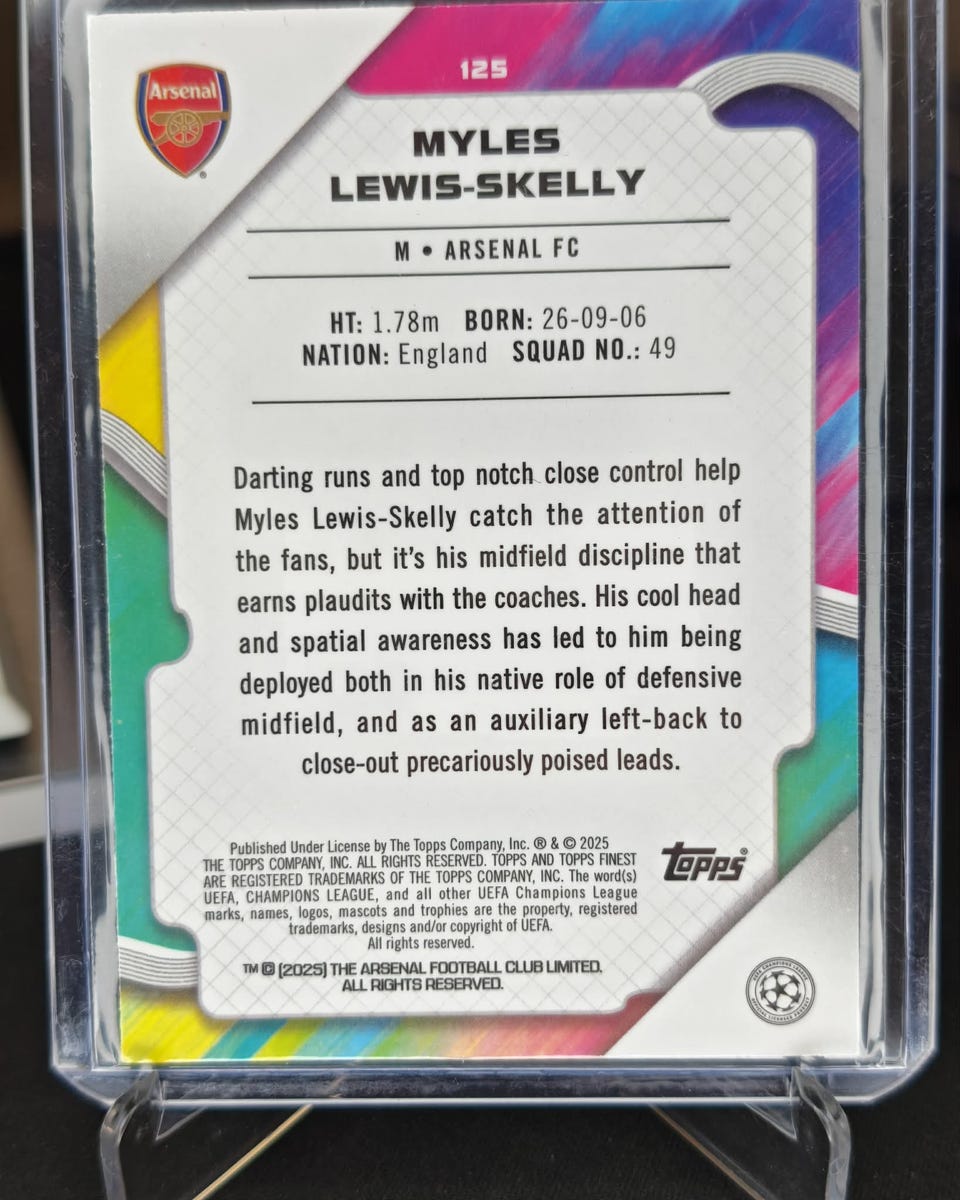 125
Arsenal
®
MYLES
LEWIS-SKELLY
M • ARSENAL FC
HT: 1.78m BORN: 26-09-06
NATION: England SQUAD NO.: 49
Darting runs and top notch close control help
Myles Lewis-Skelly catch the attention of
the fans, but it's his midfield discipline that
earns plaudits with the coaches. His cool head
and spatial awareness has led to him being
deployed both in his native role of defensive
midfield, and as an auxiliary left-back to
close-out precariously poised leads.
Published Under License by The Topps Company, Inc. ® & © 2025
THE TOPPS COMPANY, INC. ALL RIGHTS RESERVED. TOPPS AND TOPPS FINEST
ARE REGISTERED TRADEMARKS OF THE TOPPS COMPANY, INC. The word(s)
UEFA, CHAMPIONS LEAGUE, and all other UEFA Champions League
marks, names, logos, mascots and trophies are the property, registered
trademarks, designs and/or copyright of UEFA.
All rights reserved.
TOPPS®
™ © [2025] THE ARSENAL FOOTBALL CLUB LIMITED.
ALL RIGHTS RESERVED.
UEFA CHAMPIONS LEAGUE
OFFICIAL LICENSED PRODUCT